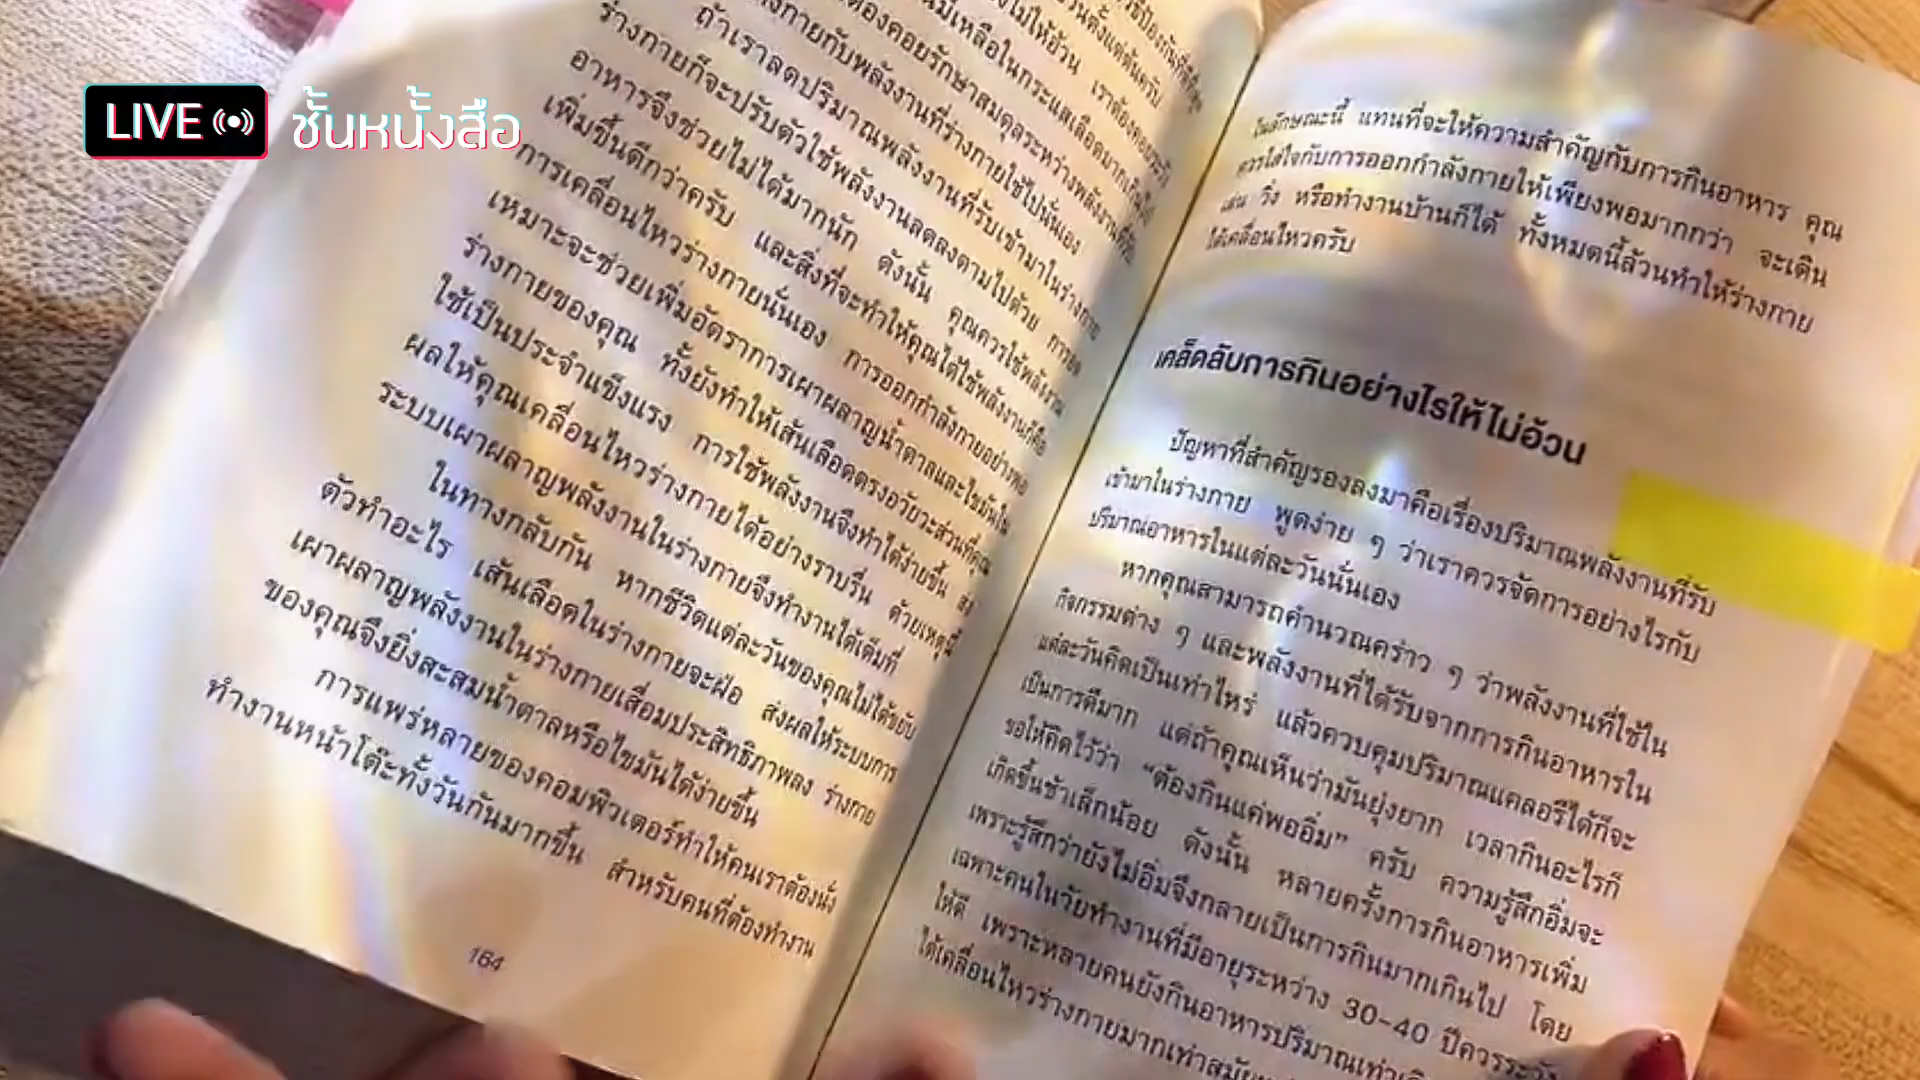 LIVE
ชั้นหนังสือ
ถ้าเราลดปริมาณพลังงานที่รับเข้ามาในร่างกาย
ร่างกายก็จะปรับตัวใช้พลังงานลดลงตามไปด้วย การลด
อาหารจึงช่วยไม่ได้มากนัก ดังนั้น คุณควรใช้พลังงาน
เพิ่มขึ้นดีกว่าครับ และสิ่งที่จะทำให้คุณได้ใช้พลังงานก็คือ
การเคลื่อนไหวร่างกายนั่นเอง การออกกำลังกายอย่างพอ
เหมาะจะช่วยเพิ่มอัตราการเผาผลาญน้ำตาลและไขมันใน
ร่างกายของคุณ ทั้งยังทำให้เส้นเลือดตรงอวัยวะส่วนที่คุณ
ใช้เป็นประจำแข็งแรง การใช้พลังงานจึงทำได้ง่ายขึ้น ส่ง
ผลให้คุณเคลื่อนไหวร่างกายได้อย่างราบรื่น ด้วยเหตุนี้
ระบบเผาผลาญพลังงานในร่างกายจึงทำงานได้เต็มที่
ในทางกลับกัน หากชีวิตแต่ละวันของคุณไม่ได้ขยับ
ตัวทำอะไร เส้นเลือดในร่างกายจะฝ่อ ส่งผลให้ระบบการ
เผาผลาญพลังงานในร่างกายเสื่อมประสิทธิภาพลง ร่างกาย
ของคุณจึงยิ่งสะสมน้ำตาลหรือไขมันได้ง่ายขึ้น
การแพร่หลายของคอมพิวเตอร์ทำให้คนเราต้องนั่ง
ทำงานหน้าโต๊ะทั้งวันกันมากขึ้น สำหรับคนที่ต้องทำงาน
164
ในลักษณะนี้ แทนที่จะให้ความสำคัญกับการกินอาหาร คุณ
ควรใส่ใจกับการออกกำลังกายให้เพียงพอมากกว่า จะเดิน
เล่น วิ่ง หรือทำงานบ้านก็ได้ ทั้งหมดนี้ล้วนทำให้ร่างกาย
ได้เคลื่อนไหวครับ
เคล็ดลับการกินอย่างไรให้ไม่อ้วน
ปัญหาที่สำคัญรองลงมาคือเรื่องปริมาณพลังงานที่รับ
เข้ามาในร่างกาย พูดง่าย ๆ ว่าเราควรจัดการอย่างไรกับ
ปริมาณอาหารในแต่ละวันนั่นเอง
หากคุณสามารถคำนวณคร่าว ๆ ว่าพลังงานที่ใช้ใน
กิจกรรมต่าง ๆ และพลังงานที่ได้รับจากการกินอาหารใน
แต่ละวันคิดเป็นเท่าไหร่ แล้วควบคุมปริมาณแคลอรีได้ก็จะ
เป็นการดีมาก แต่ถ้าคุณเห็นว่ามันยุ่งยาก เวลากินอะไรก็
ขอให้คิดไว้ว่า “ต้องกินแค่พออิ่ม” ครับ ความรู้สึกอิ่มจะ
เกิดขึ้นช้าเล็กน้อย ดังนั้น หลายครั้งการกินอาหารเพิ่ม
เพราะรู้สึกว่ายังไม่อิ่มจึงกลายเป็นการกินมากเกินไป โดย
เฉพาะคนในวัยทำงานที่มีอายุระหว่าง 30-40 ปีควรระวัง
ให้ดี เพราะหลายคนยังกินอาหารปริมาณเท่า
ได้เคลื่อนไหวร่างกายมากเท่าสมัย